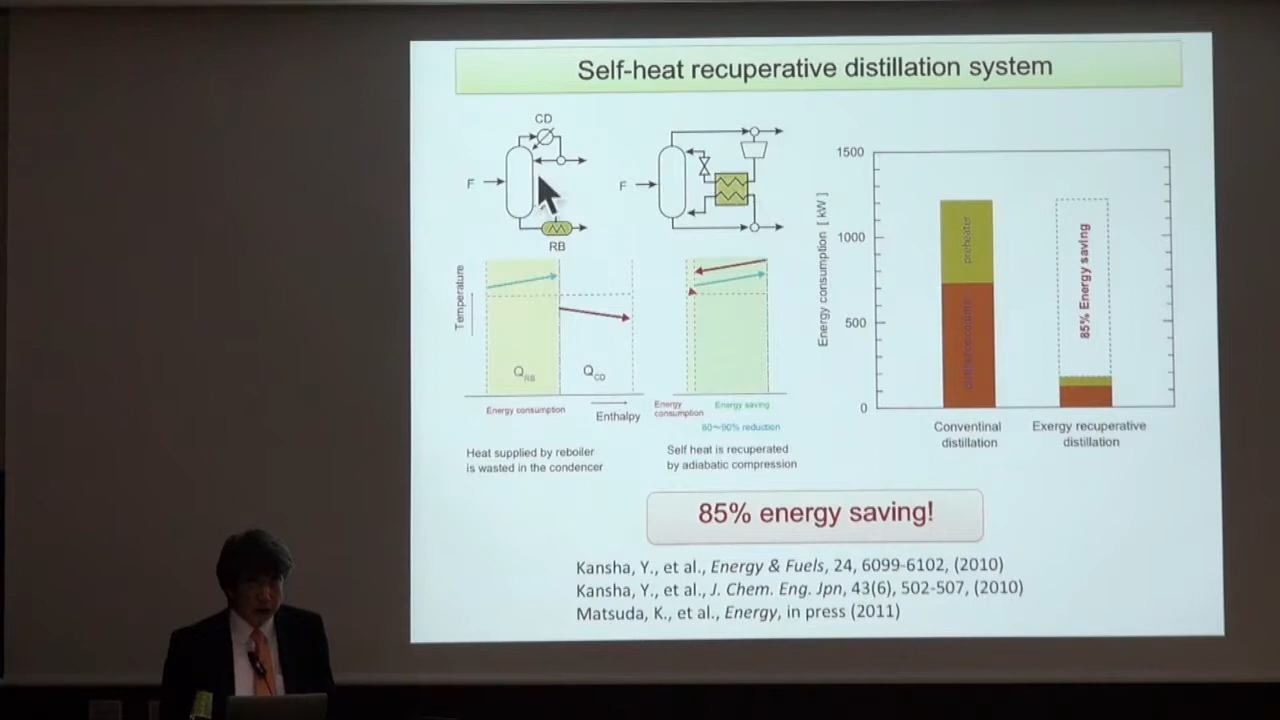 Self-heat recuperative distillation system
CD
F
RB
F
Temperature
Q RB
Q CD
Energy consumption
Enthalpy
Energy
consumption
Energy saving
80~90% reduction
Heat supplied by reboiler
is wasted in the condencer
Self heat is recuperated
by adiabatic compression
Energy consumption [ kW ]
1500
1000
500
0
preheater
85% Energy saving
Conventinal
distillation
Exergy recuperative
distillation
85% energy saving!
Kansha, Y., et al., Energy & Fuels, 24, 6099-6102, (2010)
Kansha, Y., et al., J. Chem. Eng. Jpn, 43(6), 502-507, (2010)
Matsuda, K., et al., Energy, in press (2011)